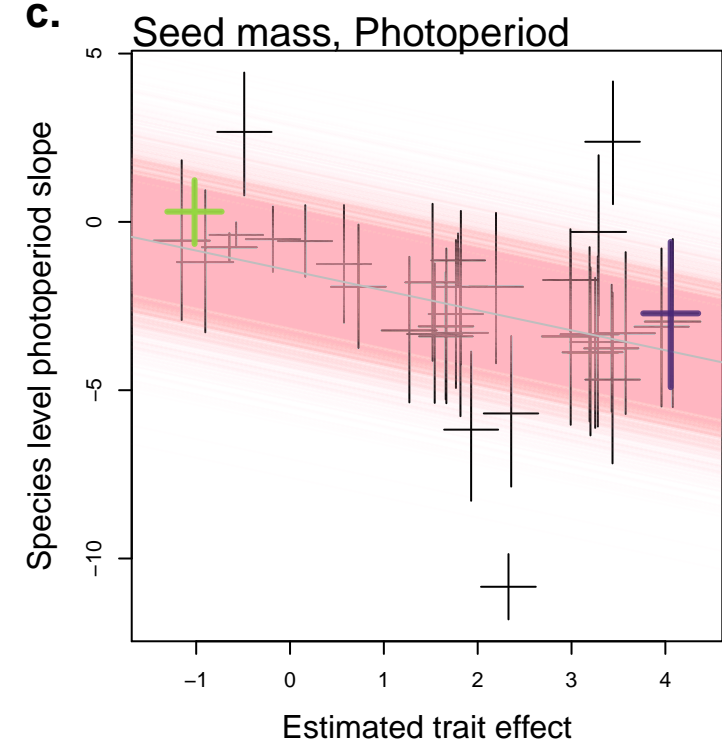 c.
Seed mass, Photoperiod
Species level photoperiod slope
5
0
−5
−10
−1 0 1 2 3 4
Estimated trait effect